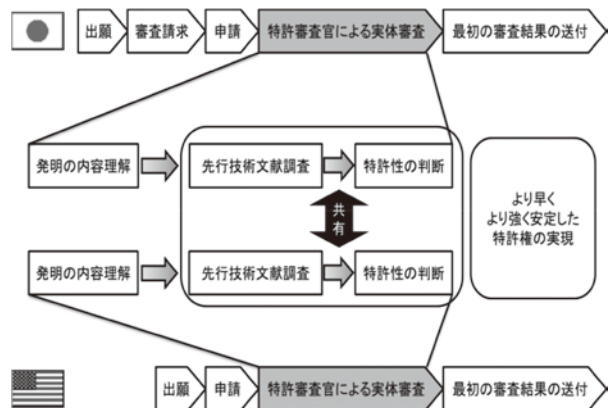 出願
審査請求
申請
特許審査官による実体審査
最初の審査結果の送付
発明の内容理解
先行技術文献調査
特許性の判断
共有
より早く
より強く安定した
特許権の実現
発明の内容理解
先行技術文献調査
特許性の判断
出願
申請
特許審査官による実体審査
最初の審査結果の送付